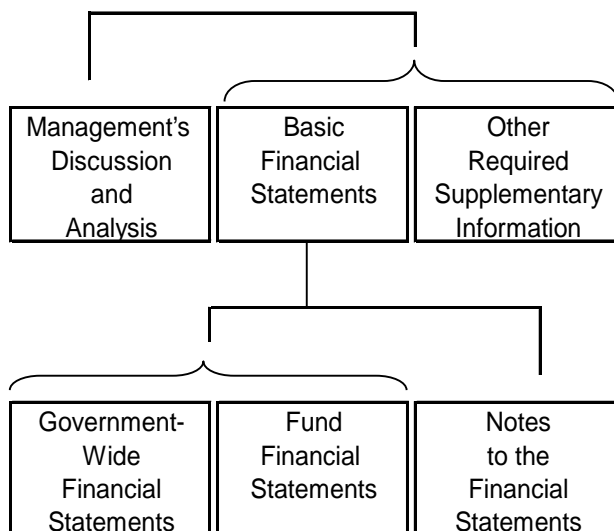 Management's
Discussion
and
Analysis
Basic
Financial
Statements
Other
Required
Supplementary
Information
Government-
Wide
Financial
Statements
Fund
Financial
Statements
Notes
to the
Financial
Statements